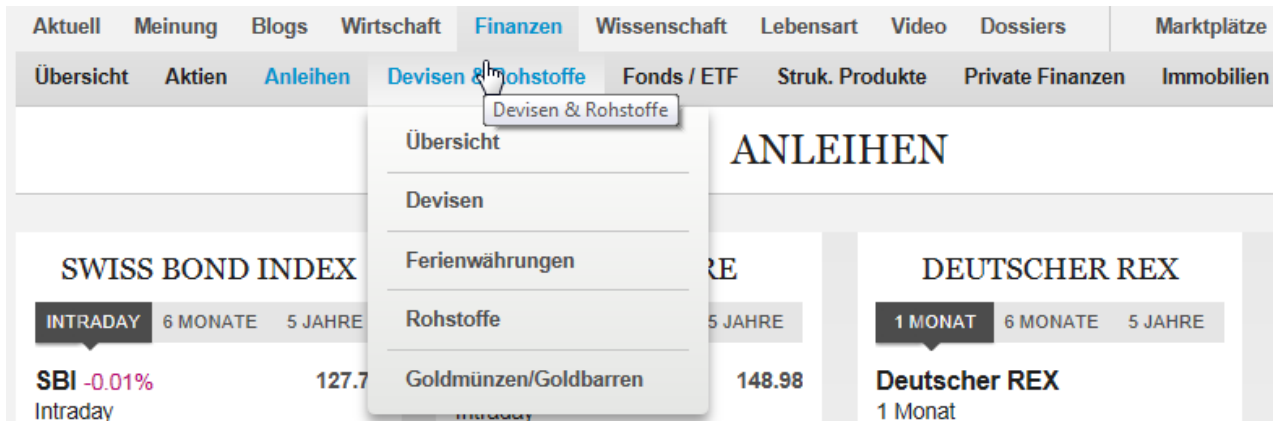 Aktuell Meinung Blogs Wirtschaft Finanzen Wissenschaft Lebensart Video Dossiers Marktplätze
Übersicht Aktien Anleihen Devisen & Rohstoffe Fonds / ETF Struk. Produkte Private Finanzen Immobilien
Devisen & Rohstoffe
ANLEIHEN
Übersicht
Devisen
Ferienwährungen
Rohstoffe
Goldmünzen/Goldbarren
SWISS BOND INDEX
INTRADAY 6 MONATE 5 JAHRE
SBI -0.01% 127.7
Intraday
5 JAHRE
148.98
Intraday
DEUTSCHER REX
1 MONAT 6 MONATE 5 JAHRE
Deutscher REX
1 Monat